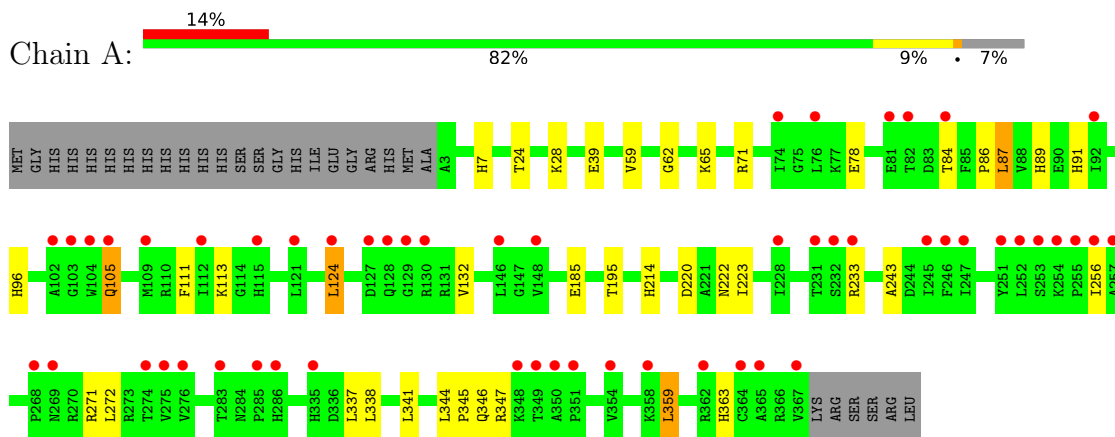 14%
Chain A:
82% 9% • 7%
MET GLY HIS HIS HIS HIS HIS HIS HIS HIS HIS HIS SER SER GLY HIS ILE GLU GLY ARG HIS MET ALA A3 H7 T24 K28 E39 V59 G62 K65 R71 I74 G75 L76 K77 E78 E81 T82 D83 T84 F85 P86 L87 V88 H89 E90 H91 I92
H96 A102 G103 W104 Q105 M109 R110 F111 I112 K113 G114 H115 L121 L124 D127 Q128 G129 R130 R131 V132 L146 G147 V148 E185 T195 H214 D220 A221 N222 I223 I228 T231 S232 R233 A243 D244 I245 F246 I247 Y251 L252 S253 K254 P255 I256 A257
P268 N269 R270 R271 L272 R273 T274 V275 V276 T283 N284 P285 H286 H335 D336 L337 L338 L341 L344 P345 Q346 R347 K348 T349 A350 P351 V354 K358 L359 R362 H363 C364 A365 R366 V367 LYS ARG SER SER ARG LEU